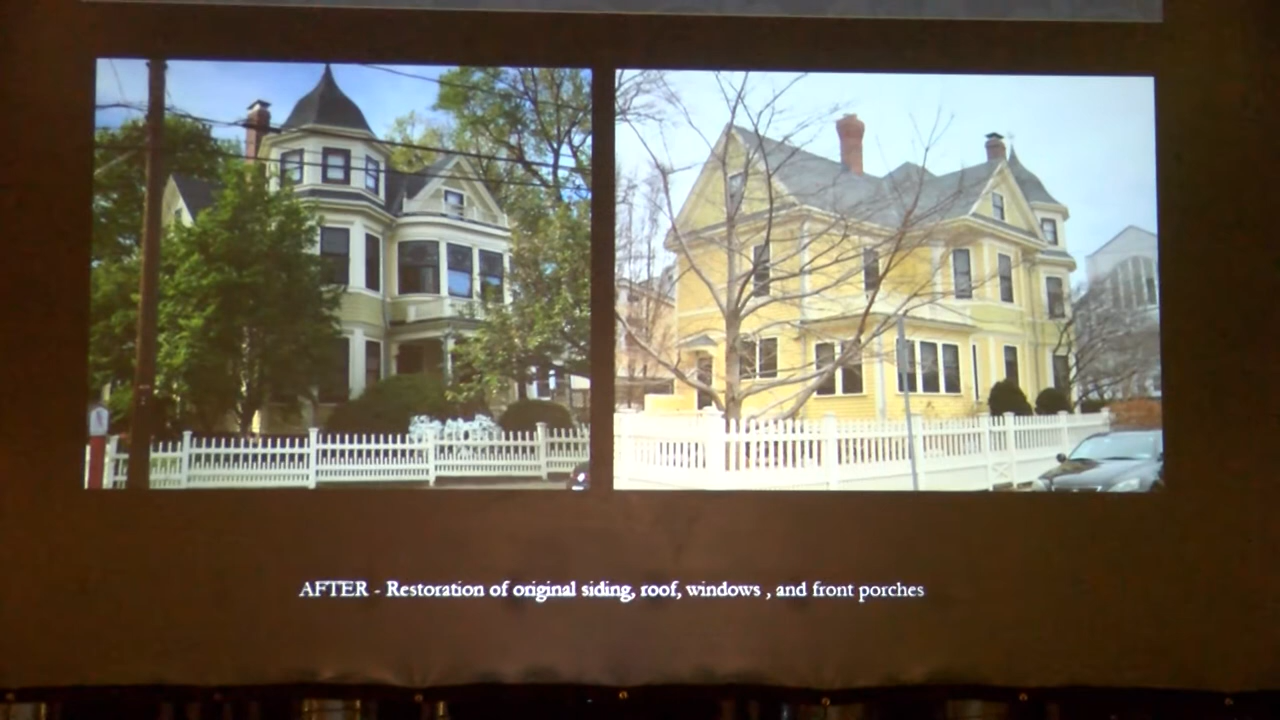 AFTER - Restoration of original siding, roof, windows , and front porches